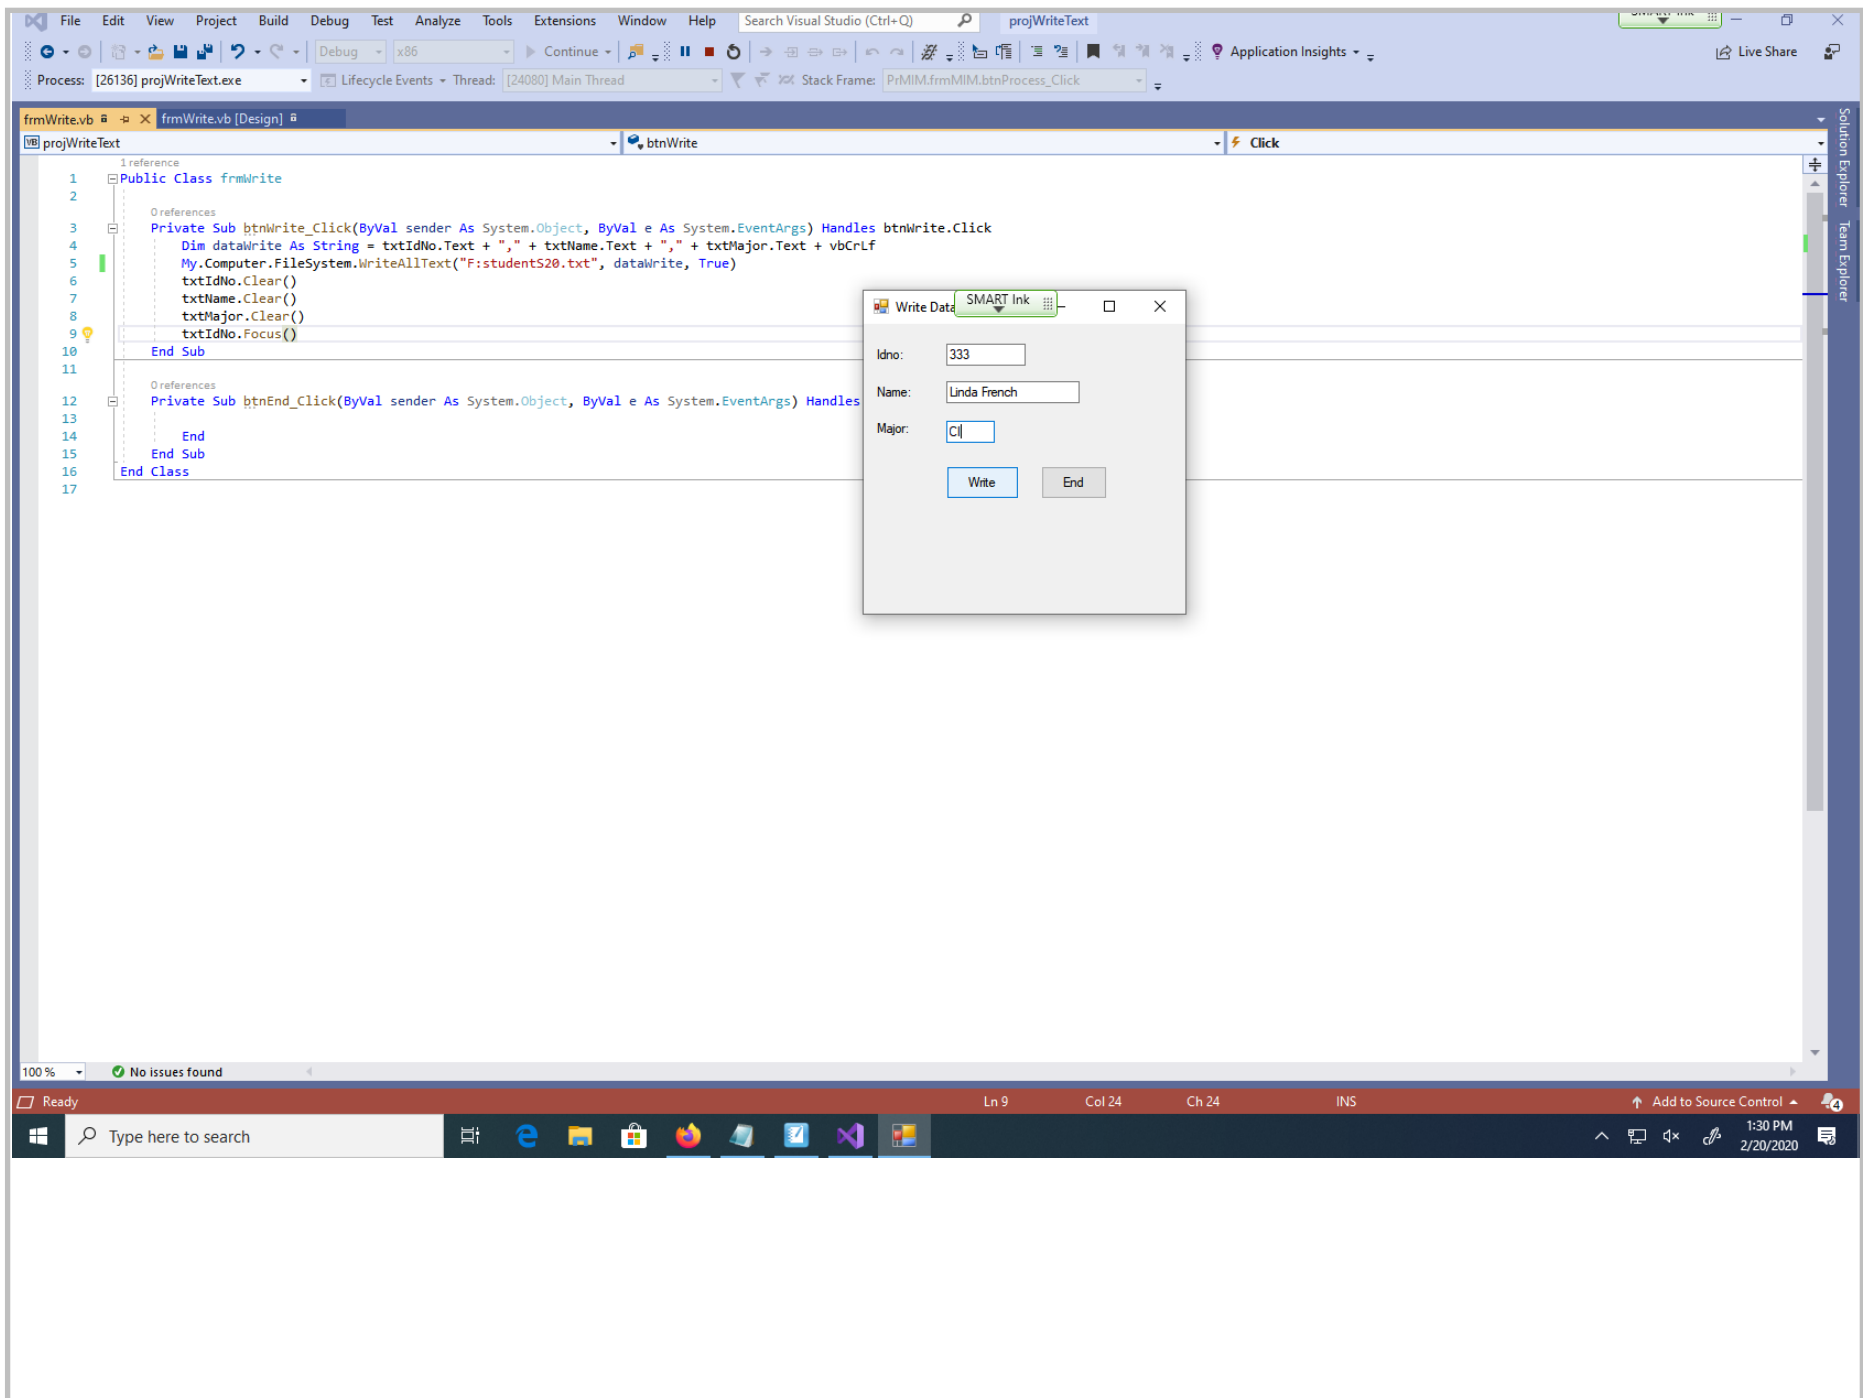 File Edit View Project Build Debug Test Analyze Tools Extensions Window Help Search Visual Studio (Ctrl+Q) projWriteText
Debug x86 Continue Application Insights Live Share
Process: [26136] projWriteText.exe Lifecycle Events Thread: [24080] Main Thread Stack Frame: PrMIM.frmMIM.btnProcess_Click
frmWrite.vb frmWrite.vb [Design]
VB projWriteText btnWrite Click
Solution Explorer
Team Explorer
1 reference
1 Public Class frmWrite
2
0 references
3 Private Sub btnWrite_Click(ByVal sender As System.Object, ByVal e As System.EventArgs) Handles btnWrite.Click
4 Dim dataWrite As String = txtIdNo.Text + "," + txtName.Text + "," + txtMajor.Text + vbCrLf
5 My.Computer.FileSystem.WriteAllText("F:studentS20.txt", dataWrite, True)
6 txtIdNo.Clear()
7 txtName.Clear()
8 txtMajor.Clear()
9 txtIdNo.Focus()
10 End Sub
11
0 references
12 Private Sub btnEnd_Click(ByVal sender As System.Object, ByVal e As System.EventArgs) Handles
13
14 End
15 End Sub
16 End Class
17
Write Data SMART Ink
Idno: 333
Name: Linda French
Major: CI
Write End
100 % No issues found
Ready Ln 9 Col 24 Ch 24 INS Add to Source Control 4
Type here to search 1:30 PM
2/20/2020